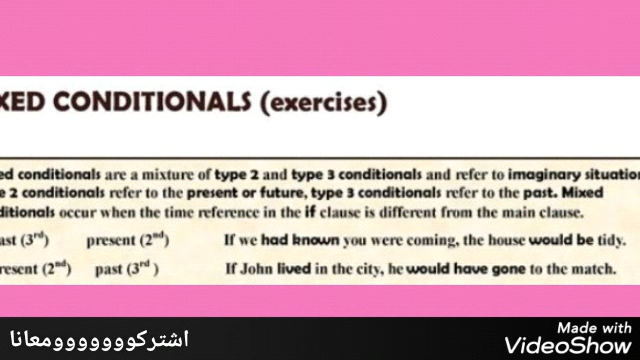 XED CONDITIONALS (exercises)
ed conditionals are a mixture of type 2 and type 3 conditionals and refer to imaginary situation
e 2 conditionals refer to the present or future, type 3 conditionals refer to the past. Mixed
ditionals occur when the time reference in the if clause is different from the main clause.
ast (3rd) present (2nd) If we had known you were coming, the house would be tidy.
resent (2nd) past (3rd ) If John lived in the city, he would have gone to the match.
اشتركوووووووومعانا
Made with
VideoShow